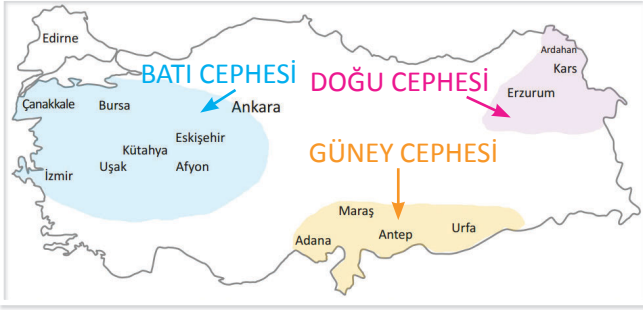 Edirne
Ardahan
Kars
BATI CEPHESİ
DOĞU CEPHESİ
Erzurum
Çanakkale
Bursa
Ankara
Eskişehir
Kütahya
Uşak
Afyon
İzmir
GÜNEY CEPHESİ
Maraş
Adana
Antep
Urfa